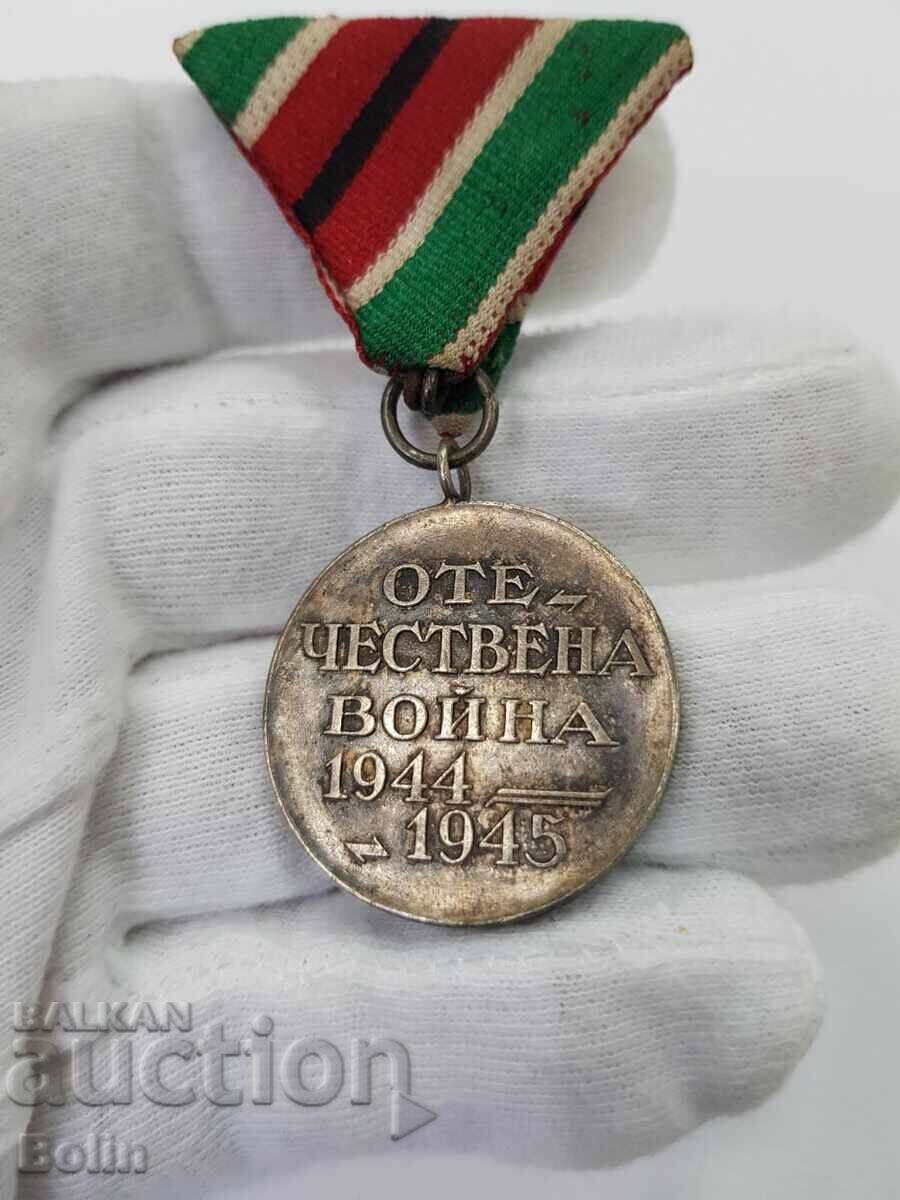 ОТЕ-
ЧЕСТВЕНА
ВОЙНА
1944
1945
BALKAN
auction
Bolin